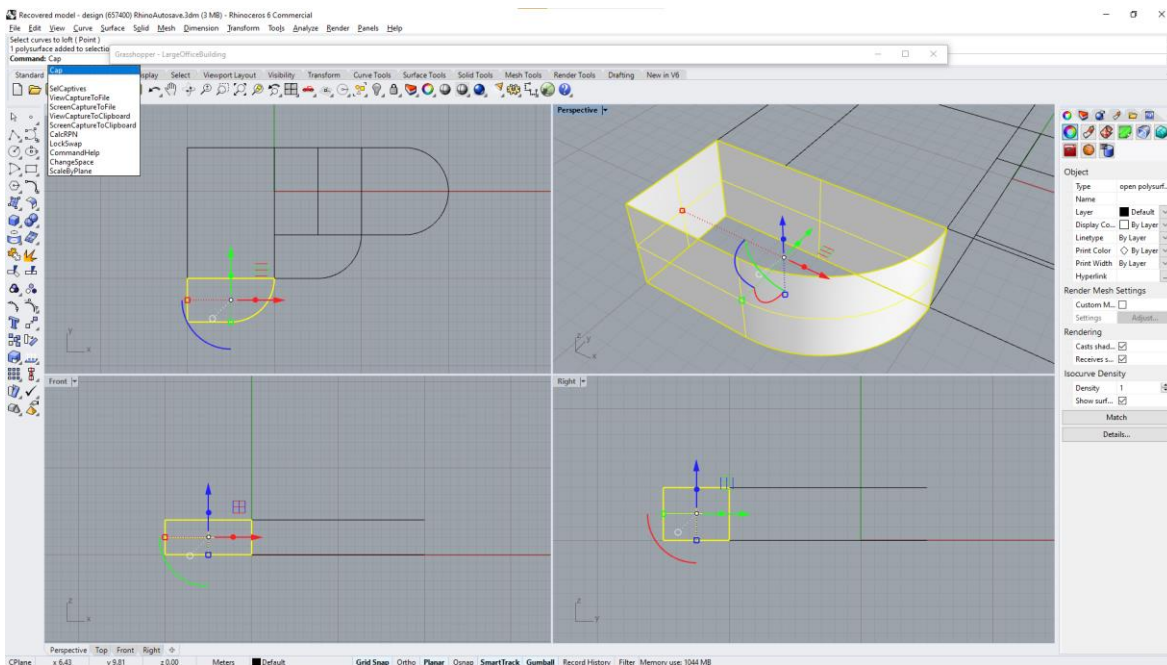 Recovered model - design (657400) RhinoAutosave.3dm (3 MB) - Rhinoceros 6 Commercial
File Edit View Curve Surface Solid Mesh Dimension Transform Tools Analyze Render Panels Help
Select curves to loft ( Point )
1 polysurface added to selectio
Command: Cap
Grasshopper - LargeOfficeBuilding
Cap
SelCaptives
ViewCaptureToFile
ScreenCaptureToFile
ViewCaptureToClipboard
ScreenCaptureToClipboard
CalcRPN
LockSwap
CommandHelp
ChangeSpace
ScaleByPlane
Standard splay Select Viewport Layout Visibility Transform Curve Tools Surface Tools Solid Tools Mesh Tools Render Tools Drafting New in V6
Perspective
y
x
z
y
x
Front
Right
z
x
z
y
Object
Type open polysurf...
Name
Layer Default
Display Co... By Layer
Linetype By Layer
Print Color By Layer
Print Width By Layer
Hyperlink
Render Mesh Settings
Custom M...
Settings Adjust...
Rendering
Casts shad...
Receives s...
Isocurve Density
Density 1
Show surf...
Match
Details...
Perspective Top Front Right
CPlane x 6.43 y 9.81 z 0.00 Meters Default Grid Snap Ortho Planar Osnap SmartTrack Gumball Record History Filter Memory use: 1044 MB